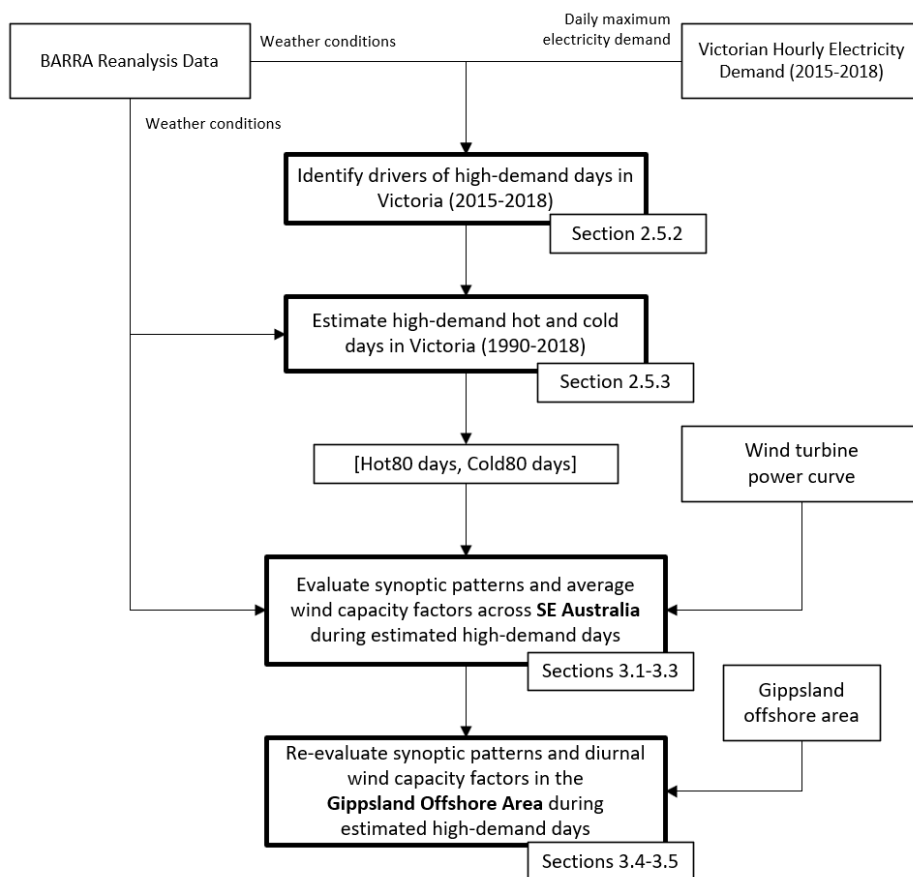 Daily maximum
electricity demand
Weather conditions
BARRA Reanalysis Data
Victorian Hourly Electricity
Demand (2015-2018)
Weather conditions
Identify drivers of high-demand days in
Victoria (2015-2018)
Section 2.5.2
Estimate high-demand hot and cold
days in Victoria (1990-2018)
Section 2.5.3
[Hot80 days, Cold80 days]
Wind turbine
power curve
Evaluate synoptic patterns and average
wind capacity factors across SE Australia
during estimated high-demand days
Sections 3.1-3.3
Gippsland
offshore area
Re-evaluate synoptic patterns and diurnal
wind capacity factors in the
Gippsland Offshore Area during
estimated high-demand days
Sections 3.4-3.5